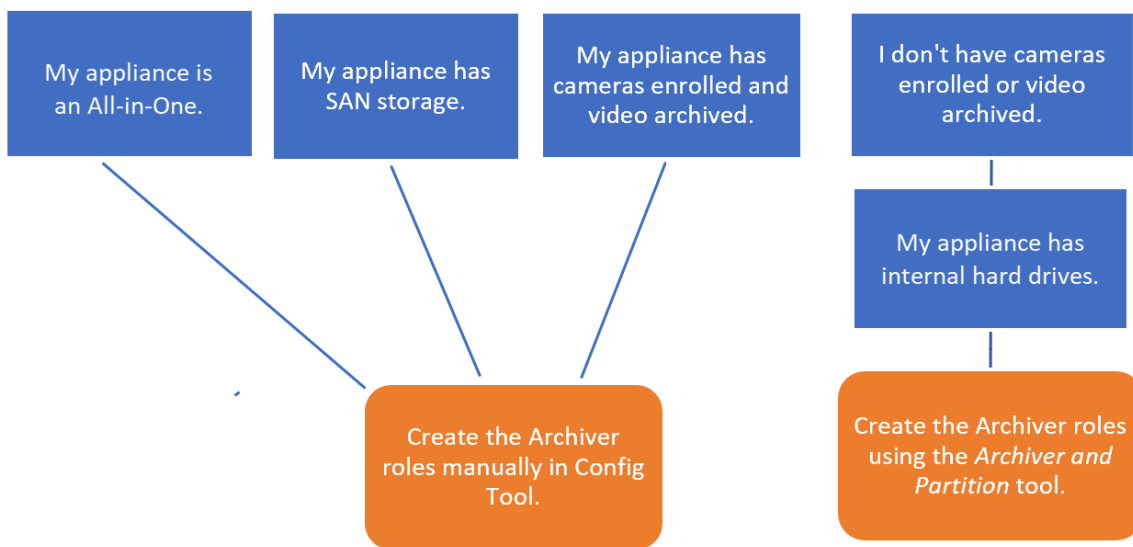 My appliance is
an All-in-One.
My appliance has
SAN storage.
My appliance has
cameras enrolled and
video archived.
I don't have cameras
enrolled or video
archived.
My appliance has
internal hard drives.
Create the Archiver
roles manually in Config
Tool.
Create the Archiver roles
using the Archiver and
Partition tool.